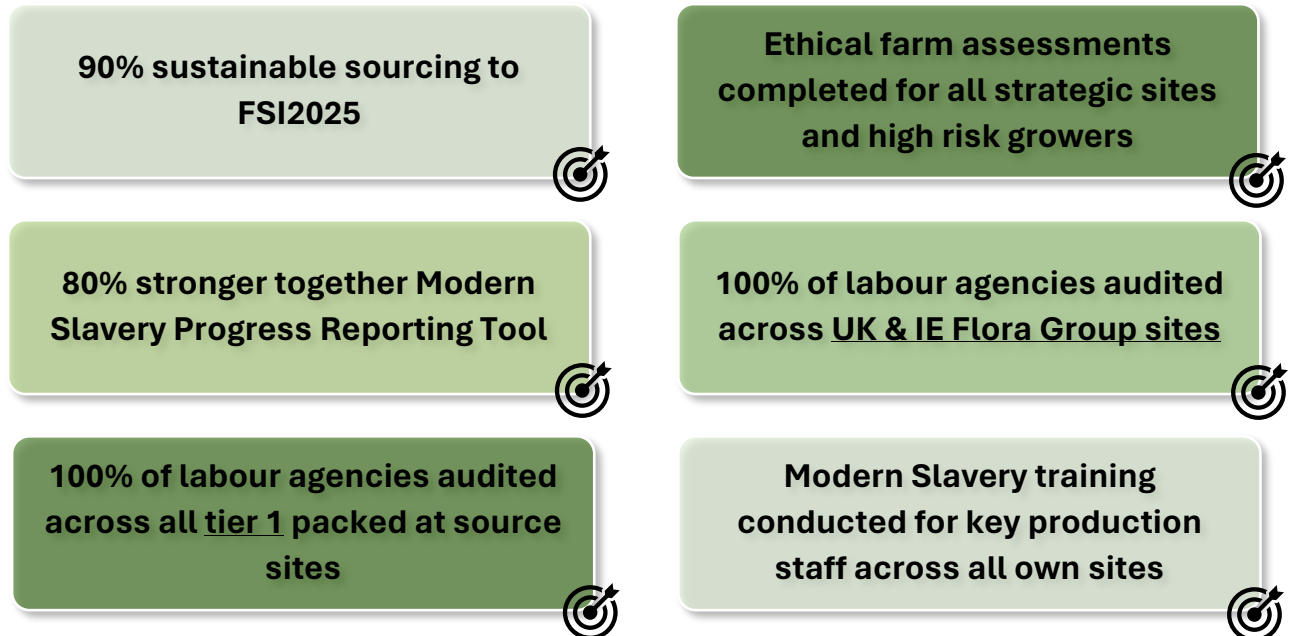 90% sustainable sourcing to
FSI2025
Ethical farm assessments
completed for all strategic sites
and high risk growers
80% stronger together Modern
Slavery Progress Reporting Tool
100% of labour agencies audited
across UK & IE Flora Group sites
100% of labour agencies audited
across all tier 1 packed at source
sites
Modern Slavery training
conducted for key production
staff across all own sites